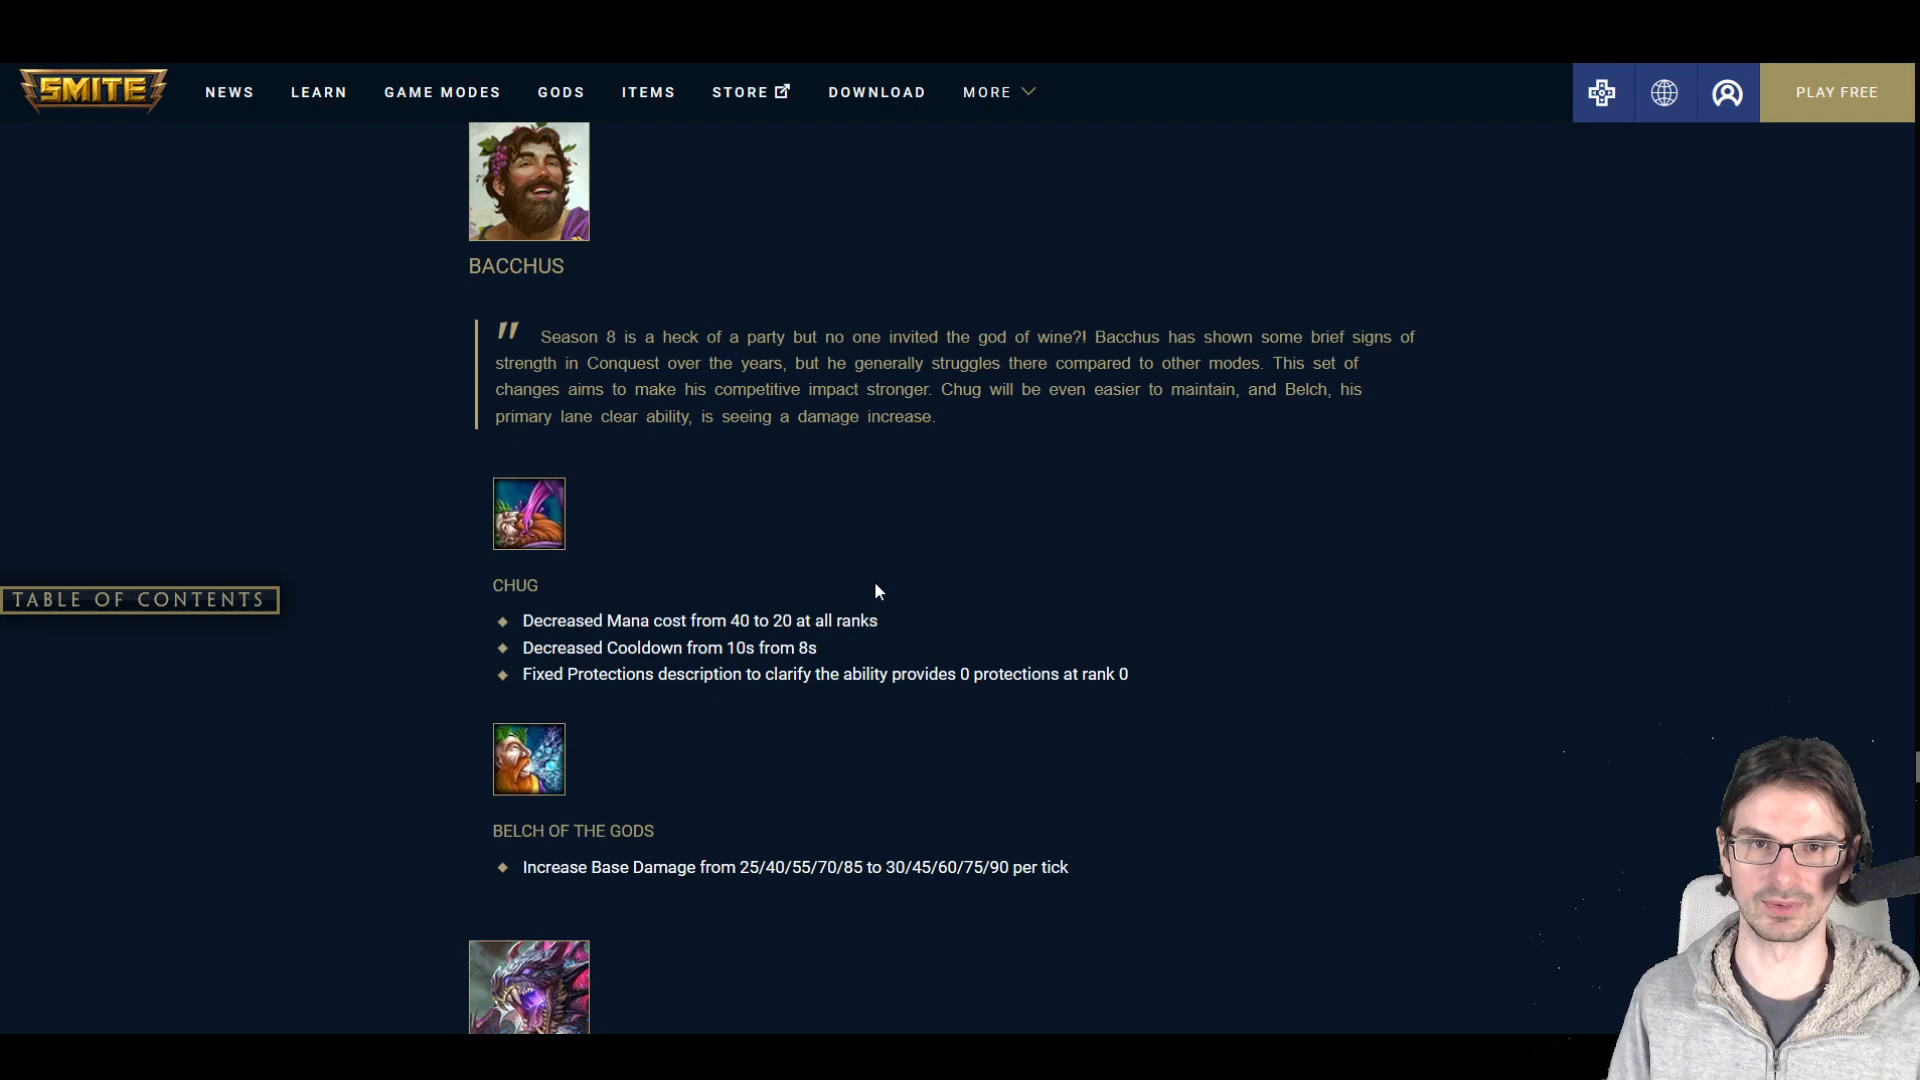 SMITE
NEWS LEARN GAME MODES GODS ITEMS STORE DOWNLOAD MORE PLAY FREE
BACCHUS
" Season 8 is a heck of a party but no one invited the god of wine?! Bacchus has shown some brief signs of
strength in Conquest over the years, but he generally struggles there compared to other modes. This set of
changes aims to make his competitive impact stronger. Chug will be even easier to maintain, and Belch, his
primary lane clear ability, is seeing a damage increase.
CHUG
TABLE OF CONTENTS
Decreased Mana cost from 40 to 20 at all ranks
Decreased Cooldown from 10s from 8s
Fixed Protections description to clarify the ability provides 0 protections at rank 0
BELCH OF THE GODS
Increase Base Damage from 25/40/55/70/85 to 30/45/60/75/90 per tick